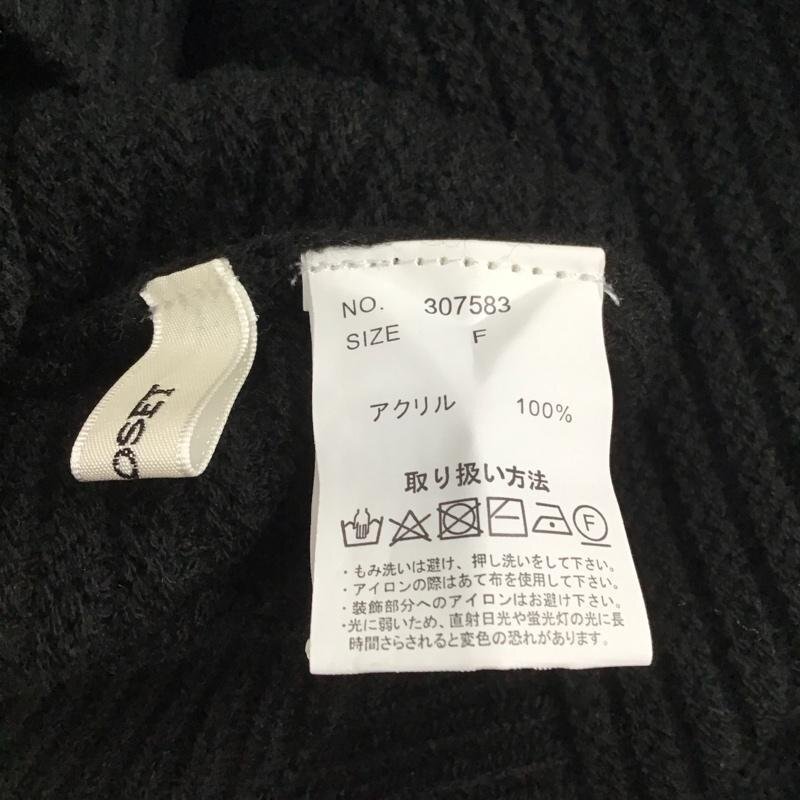 OSET
NO. 307583
SIZE F
アクリル 100%
取り扱い方法
F
・もみ洗いは避け、押し洗いをして下さい。
・アイロンの際はあて布を使用して下さい。
・装飾部分へのアイロンはお避け下さい。
・光に弱いため、直射日光や蛍光灯の光に長
時間さらされると変色の恐れがあります。